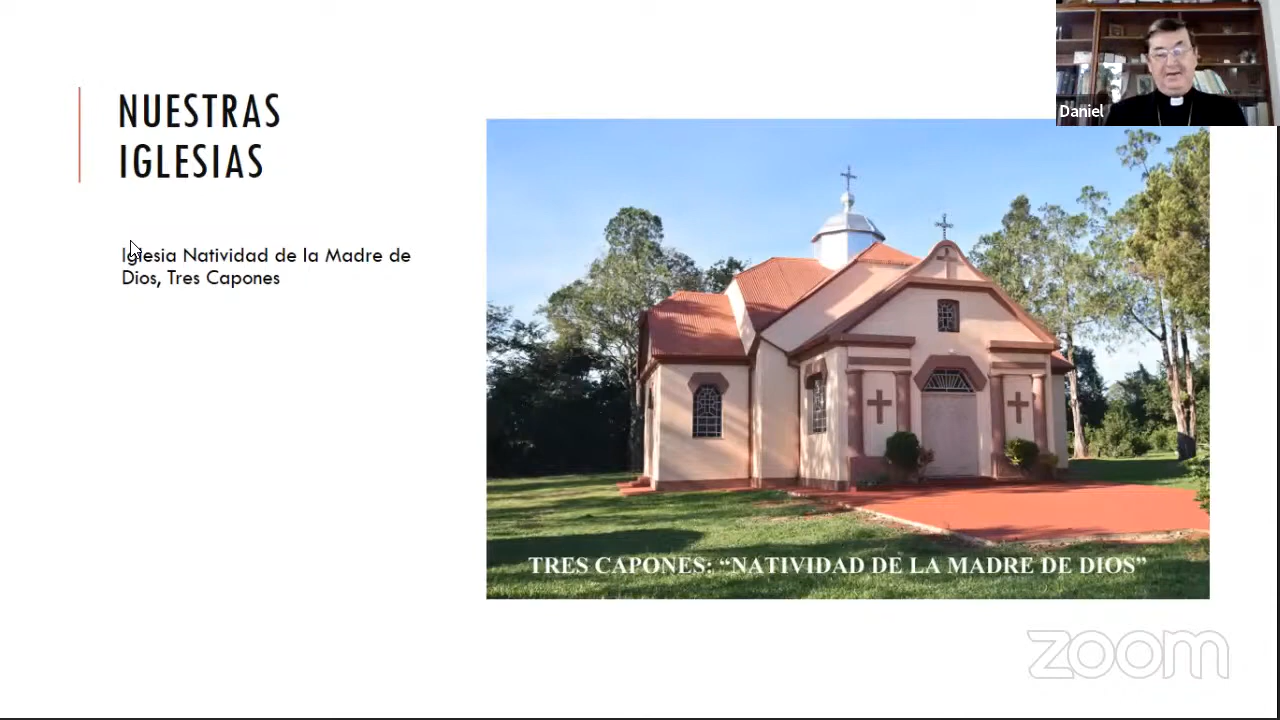 Daniel
NUESTRAS
IGLESIAS
Iglesia Natividad de la Madre de
Dios, Tres Capones
TRES CAPONES: “NATIVIDAD DE LA MADRE DE DIOS”
zoom